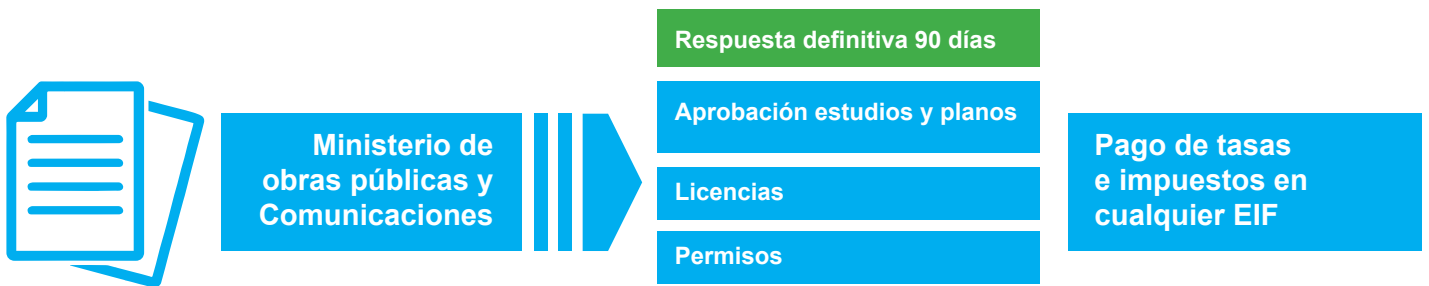 Ministerio de
obras públicas y
Comunicaciones
Respuesta definitiva 90 días
Aprobación estudios y planos
Licencias
Permisos
Pago de tasas
e impuestos en
cualquier EIF